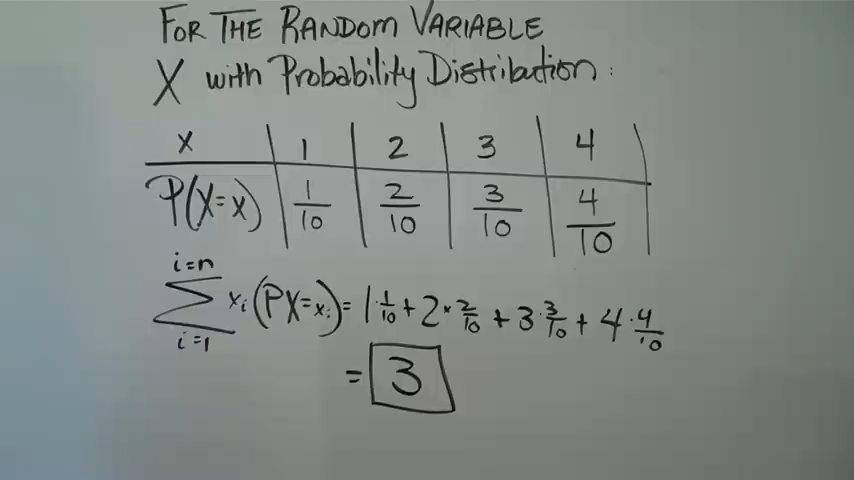 FOR THE RANDOM VARIABLE
X with Probability Distribution:
x 1 2 3 4
P(X=x) 1/10 2/10 3/10 4/10
i=n
∑ xi (PX=xi) = 1·1/10 + 2·2/10 + 3·3/10 + 4·4/10
i=1
= 3